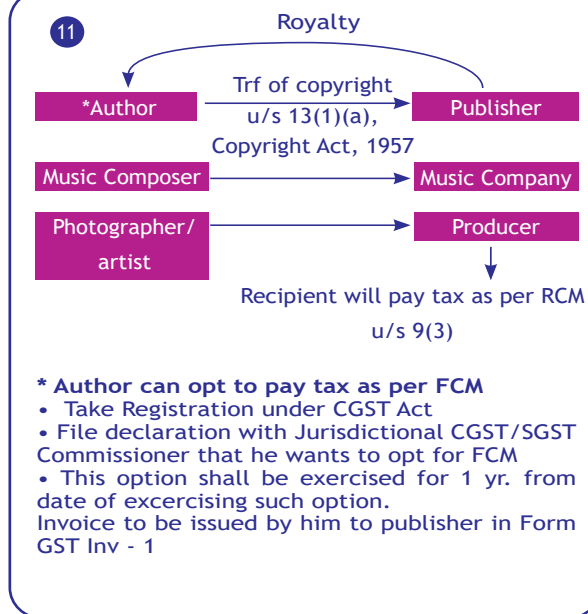 11
Royalty
*Author
Trf of copyright
u/s 13(1)(a),
Copyright Act, 1957
Publisher
Music Composer
Music Company
Photographer/
artist
Producer
Recipient will pay tax as per RCM
u/s 9(3)
* Author can opt to pay tax as per FCM
• Take Registration under CGST Act
• File declaration with Jurisdictional CGST/SGST
Commissioner that he wants to opt for FCM
• This option shall be exercised for 1 yr. from
date of excercising such option.
Invoice to be issued by him to publisher in Form
GST Inv - 1